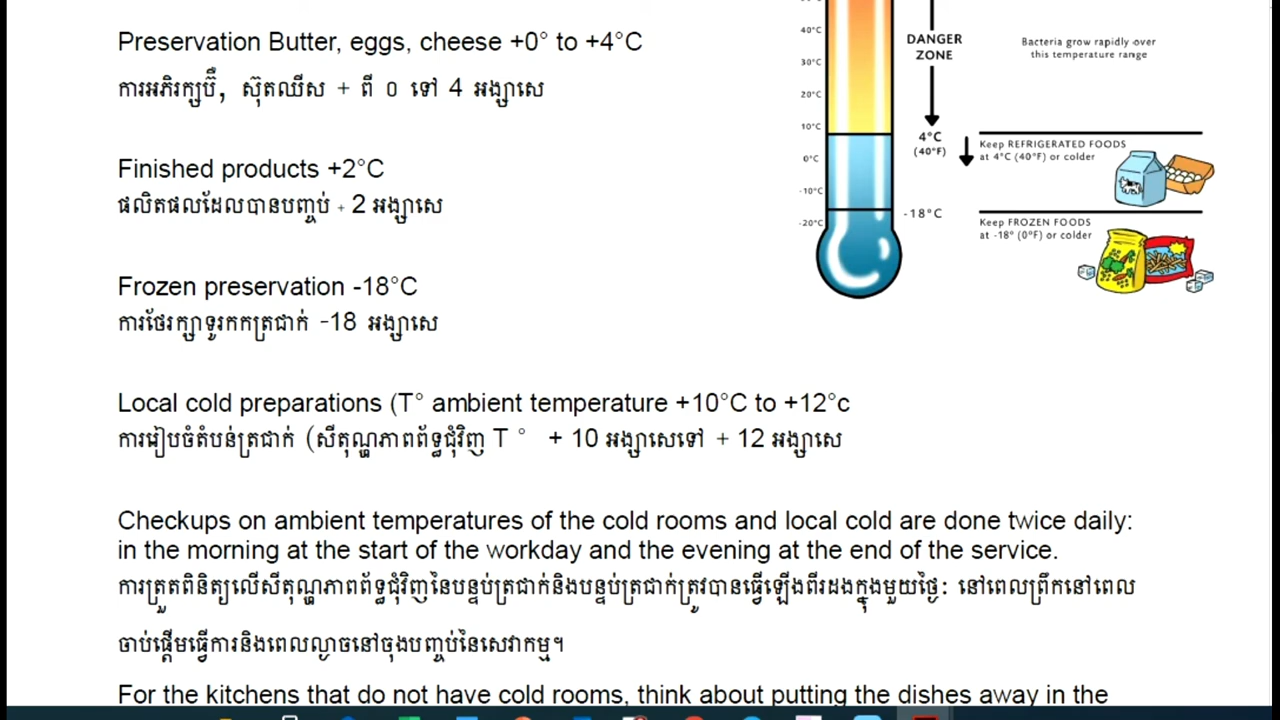 Preservation Butter, eggs, cheese +0° to +4°C
ការអភិរក្សប៊ឺ, ស៊ុតឈីស + ពី 0 ទៅ 4 អង្សាសេ
Finished products +2°C
ផលិតផលដែលបានបញ្ចប់ + 2 អង្សាសេ
Frozen preservation -18°C
ការថែរក្សាទូរកកត្រជាក់ -18 អង្សាសេ
Local cold preparations (T° ambient temperature +10°C to +12°c
ការរៀបចំតំបន់ត្រជាក់ (សីតុណ្ហភាពព័ទ្ធជុំវិញ T ° + 10 អង្សាសេទៅ + 12 អង្សាសេ
Checkups on ambient temperatures of the cold rooms and local cold are done twice daily:
in the morning at the start of the workday and the evening at the end of the service.
ការត្រួតពិនិត្យលើសីតុណ្ហភាពព័ទ្ធជុំវិញនៃបន្ទប់ត្រជាក់និងបន្ទប់ត្រជាក់ត្រូវបានធ្វើឡើងពីរដងក្នុងមួយថ្ងៃ: នៅពេលព្រឹកនៅពេល
ចាប់ផ្តើមធ្វើការនិងពេលល្ងាចនៅចុងបញ្ចប់នៃសេវាកម្ម។
For the kitchens that do not have cold rooms, think about putting the dishes away in the
40°C
30°C
20°C
10°C
0°C
-10°C
-20°C
DANGER
ZONE
4°C
(40°F)
-18°C
Bacteria grow rapidly over
this temperature range
Keep REFRIGERATED FOODS
at 4°C (40°F) or colder
Keep FROZEN FOODS
at -18° (0°F) or colder